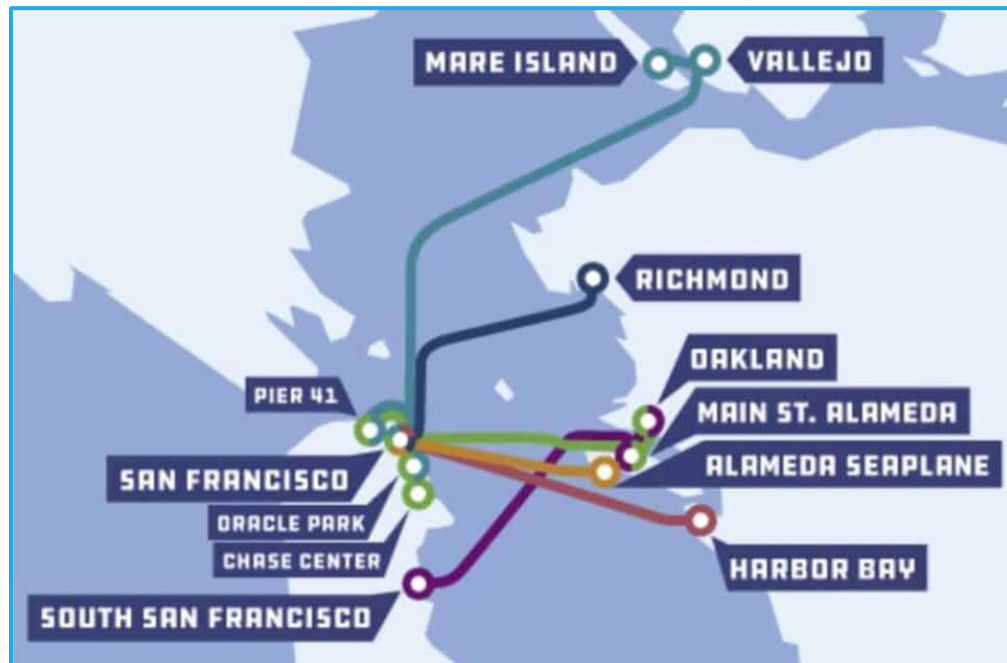 MARE ISLAND
VALLEJO
RICHMOND
OAKLAND
PIER 41
MAIN ST. ALAMEDA
ALAMEDA SEAPLANE
SAN FRANCISCO
ORACLE PARK
CHASE CENTER
HARBOR BAY
SOUTH SAN FRANCISCO